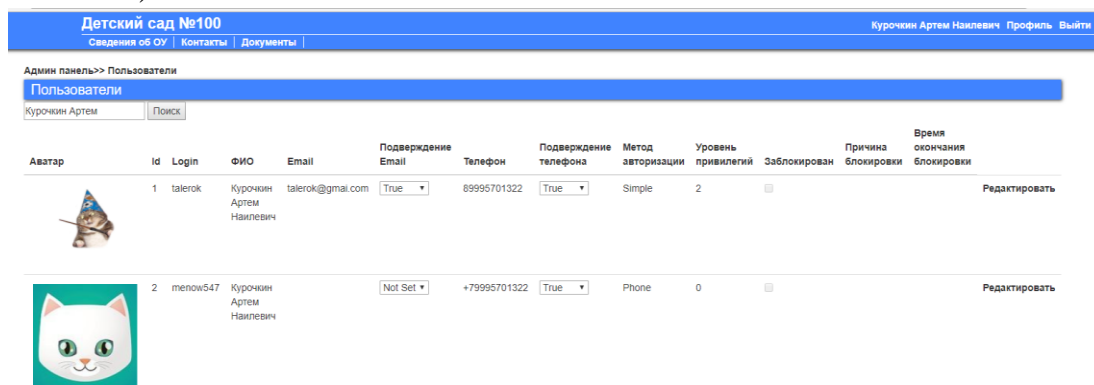 Детский сад №100
Курочкин Артем Наилевич Профиль Выйти
Сведения об ОУ | Контакты | Документы |
Админ панель>> Пользователи
Пользователи
Курочкин Артем Поиск
Аватар Id Login ФИО Email Подверждение Email Телефон Подверждение телефона Метод авторизации Уровень привилегий Заблокирован Причина блокировки Время окончания блокировки
1 talerok Курочкин Артем Наилевич talerok@gmai.com True 89995701322 True Simple 2 Редактировать
2 menow547 Курочкин Артем Наилевич Not Set +79995701322 True Phone 0 Редактировать